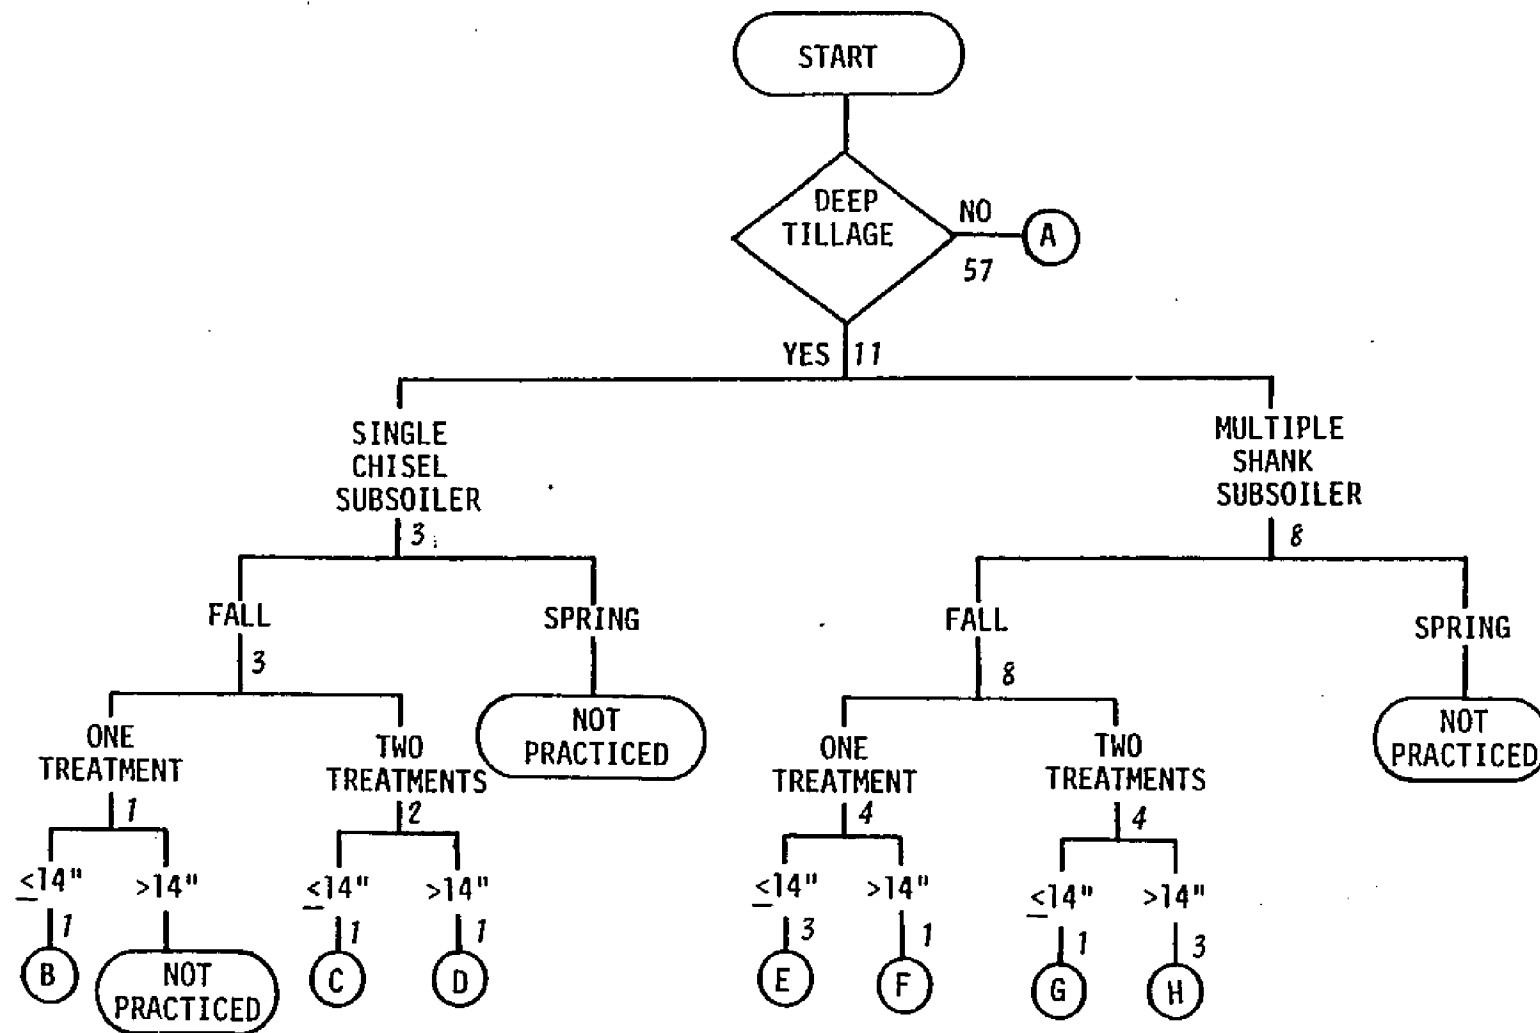 START
DEEP
TILLAGE
NO
57
A
YES 11
SINGLE
CHISEL
SUBSOILER
3
MULTIPLE
SHANK
SUBSOILER
8
FALL
3
SPRING
NOT
PRACTICED
FALL
8
SPRING
NOT
PRACTICED
ONE
TREATMENT
1
TWO
TREATMENTS
2
ONE
TREATMENT
4
TWO
TREATMENTS
4
≤14"
1
B
>14"
NOT
PRACTICED
≤14"
1
C
>14"
1
D
≤14"
3
E
>14"
1
F
≤14"
1
G
>14"
3
H